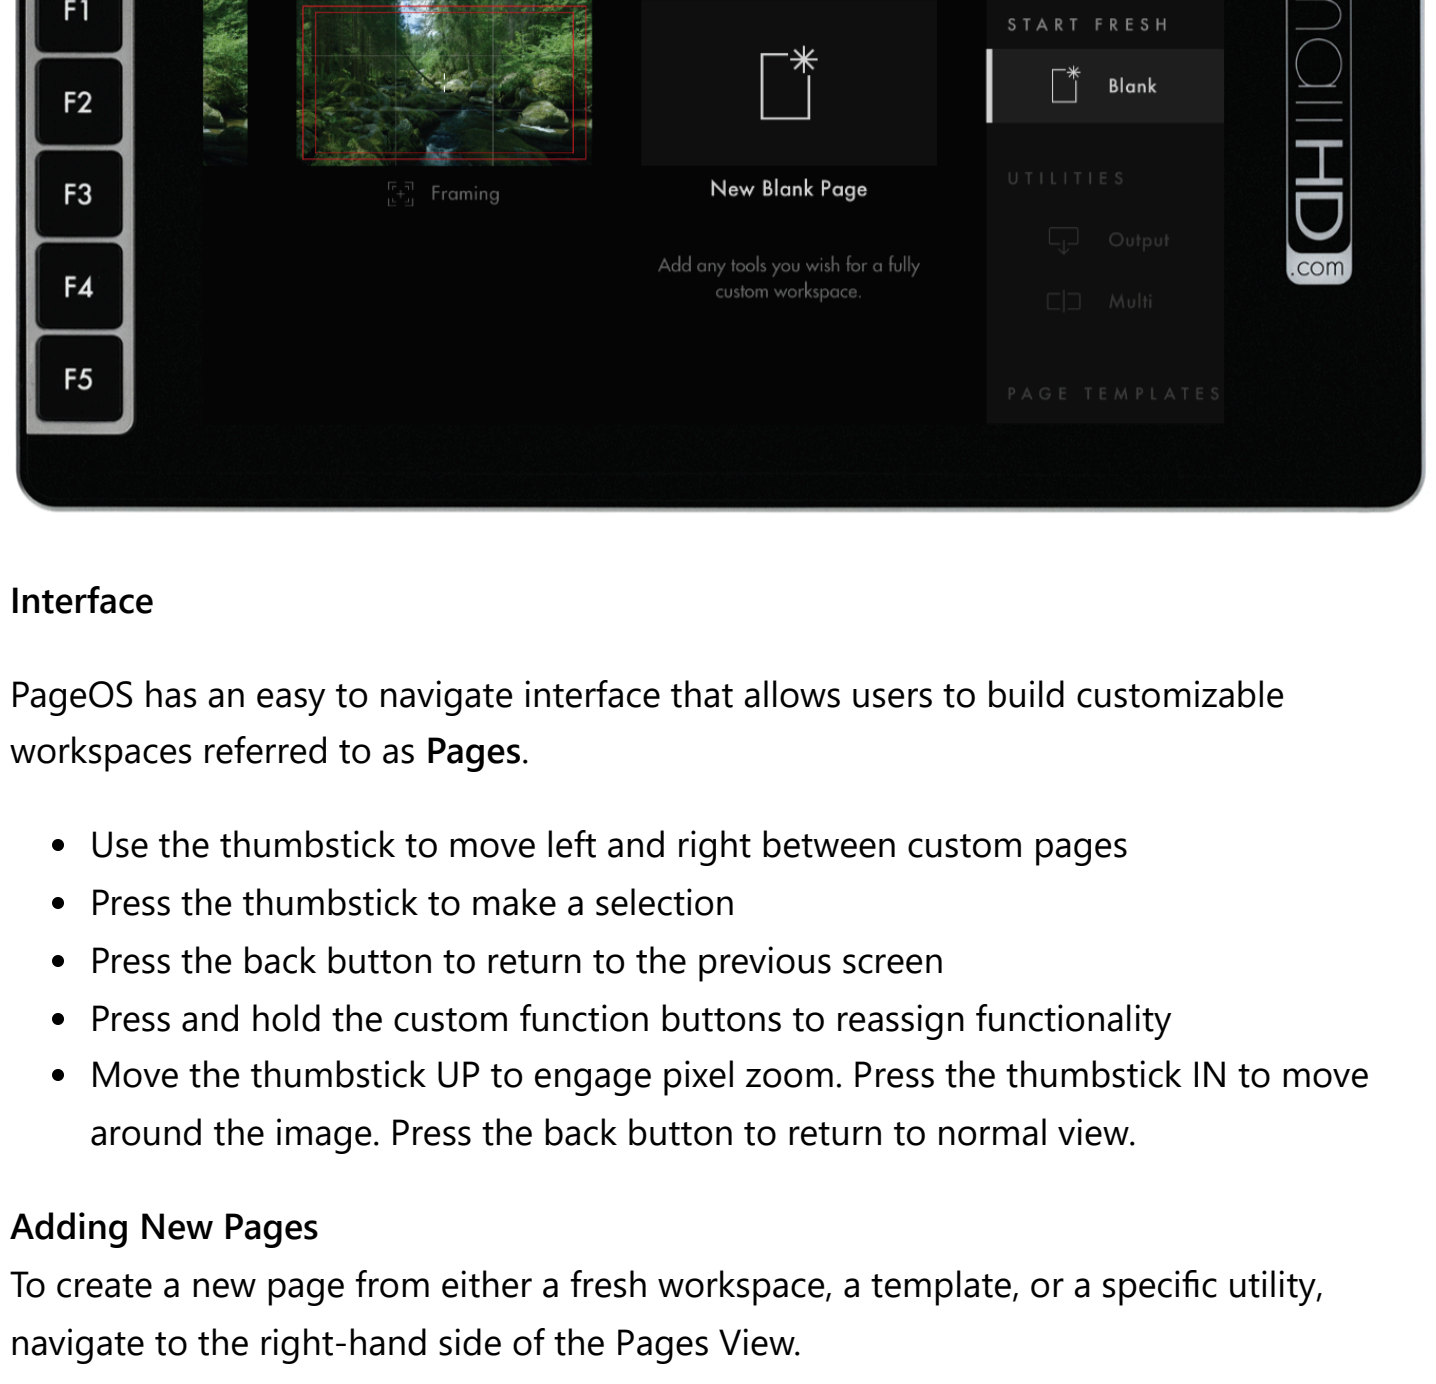 F1
F2
F3
F4
F5
Framing
New Blank Page
Add any tools you wish for a fully
custom workspace.
START FRESH
Blank
UTILITIES
Output
Multi
PAGE TEMPLATES
HD
.com
Interface
PageOS has an easy to navigate interface that allows users to build customizable
workspaces referred to as Pages.
• Use the thumbstick to move left and right between custom pages
• Press the thumbstick to make a selection
• Press the back button to return to the previous screen
• Press and hold the custom function buttons to reassign functionality
• Move the thumbstick UP to engage pixel zoom. Press the thumbstick IN to move
around the image. Press the back button to return to normal view.
Adding New Pages
To create a new page from either a fresh workspace, a template, or a specific utility,
navigate to the right-hand side of the Pages View.